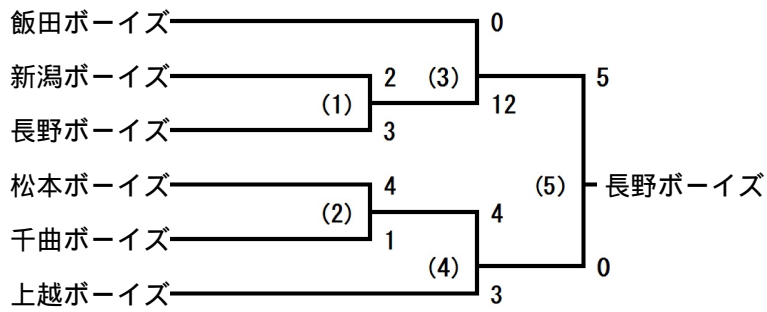 飯田ボーイズ 0
新潟ボーイズ 2 (3) 5
(1) 12
長野ボーイズ 3
松本ボーイズ 4 (5) 長野ボーイズ
(2) 4
千曲ボーイズ 1
(4) 0
上越ボーイズ 3